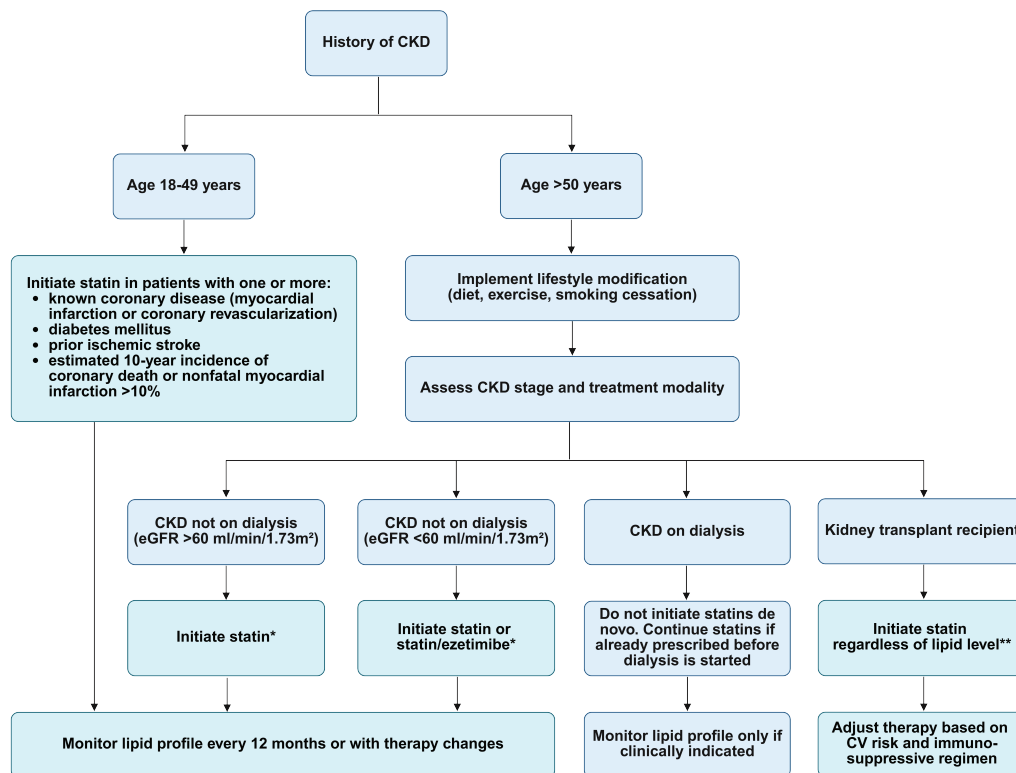 History of CKD
Age 18-49 years
Age >50 years
Initiate statin in patients with one or more:
• known coronary disease (myocardial
infarction or coronary revascularization)
• diabetes mellitus
• prior ischemic stroke
• estimated 10-year incidence of
coronary death or nonfatal myocardial
infarction >10%
Implement lifestyle modification
(diet, exercise, smoking cessation)
Assess CKD stage and treatment modality
CKD not on dialysis
(eGFR >60 ml/min/1.73m²)
CKD not on dialysis
(eGFR <60 ml/min/1.73m²)
CKD on dialysis
Kidney transplant recipient
Initiate statin*
Initiate statin or
statin/ezetimibe*
Do not initiate statins de
novo. Continue statins if
already prescribed before
dialysis is started
Initiate statin
regardless of lipid level**
Monitor lipid profile every 12 months or with therapy changes
Monitor lipid profile only if
clinically indicated
Adjust therapy based on
CV risk and immuno-
suppressive regimen